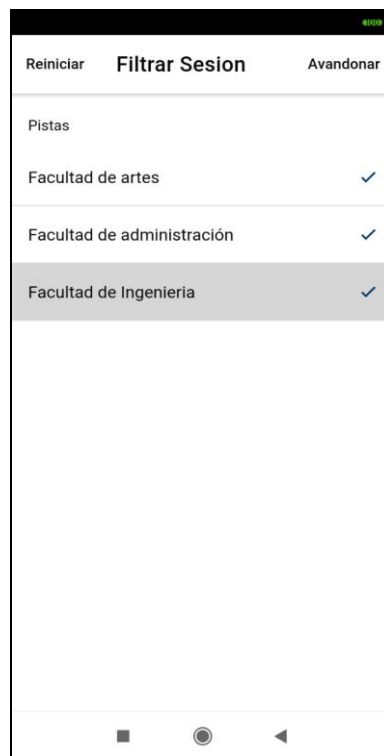 Reiniciar Filtrar Sesion Avandonar
Pistas
Facultad de artes
Facultad de administración
Facultad de Ingenieria